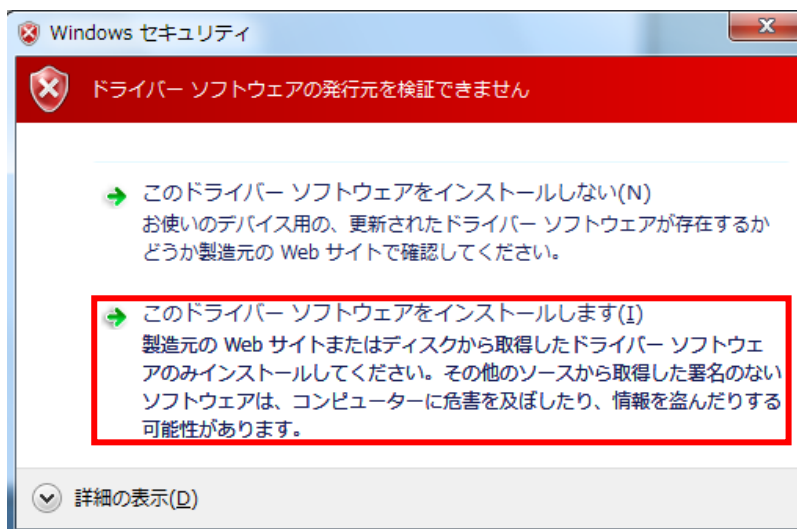 Windows セキュリティ
ドライバー ソフトウェアの発行元を検証できません
このドライバー ソフトウェアをインストールしない(N)
お使いのデバイス用の、更新されたドライバー ソフトウェアが存在するか
どうか製造元の Web サイトで確認してください。
このドライバー ソフトウェアをインストールします(I)
製造元の Web サイトまたはディスクから取得したドライバー ソフトウェ
アのみインストールしてください。その他のソースから取得した署名のない
ソフトウェアは、コンピューターに危害を及ぼしたり、情報を盗んだりする
可能性があります。
詳細の表示(D)